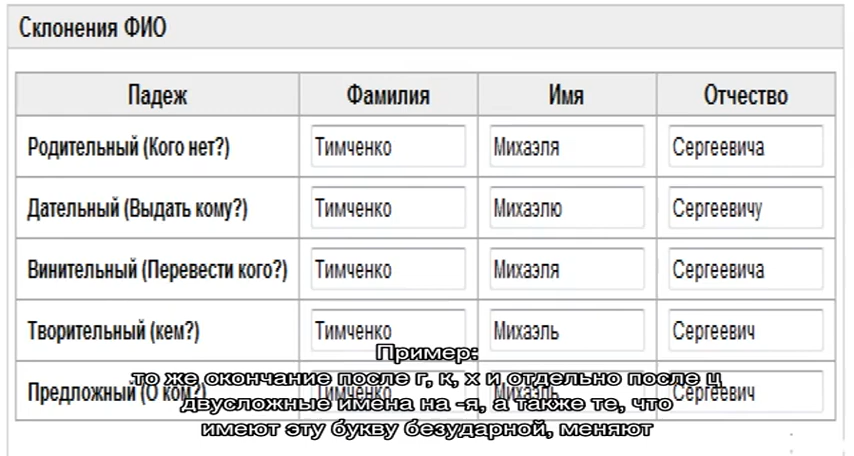 Склонения ФИО
Падеж Фамилия Имя Отчество
Родительный (Кого нет?) Тимченко Михаэля Сергеевича
Дательный (Выдать кому?) Тимченко Михаэлю Сергеевичу
Винительный (Перевести кого?) Тимченко Михаэля Сергеевича
Творительный (кем?) Тимченко Михаэль Сергеевич
Предложный (О ком?) Тимченко Михаэль Сергеевич
Пример:
то же окончание после г, к, х и отдельно после ц
двусложные имена на -я, а также те, что
имеют эту букву безударной, меняют